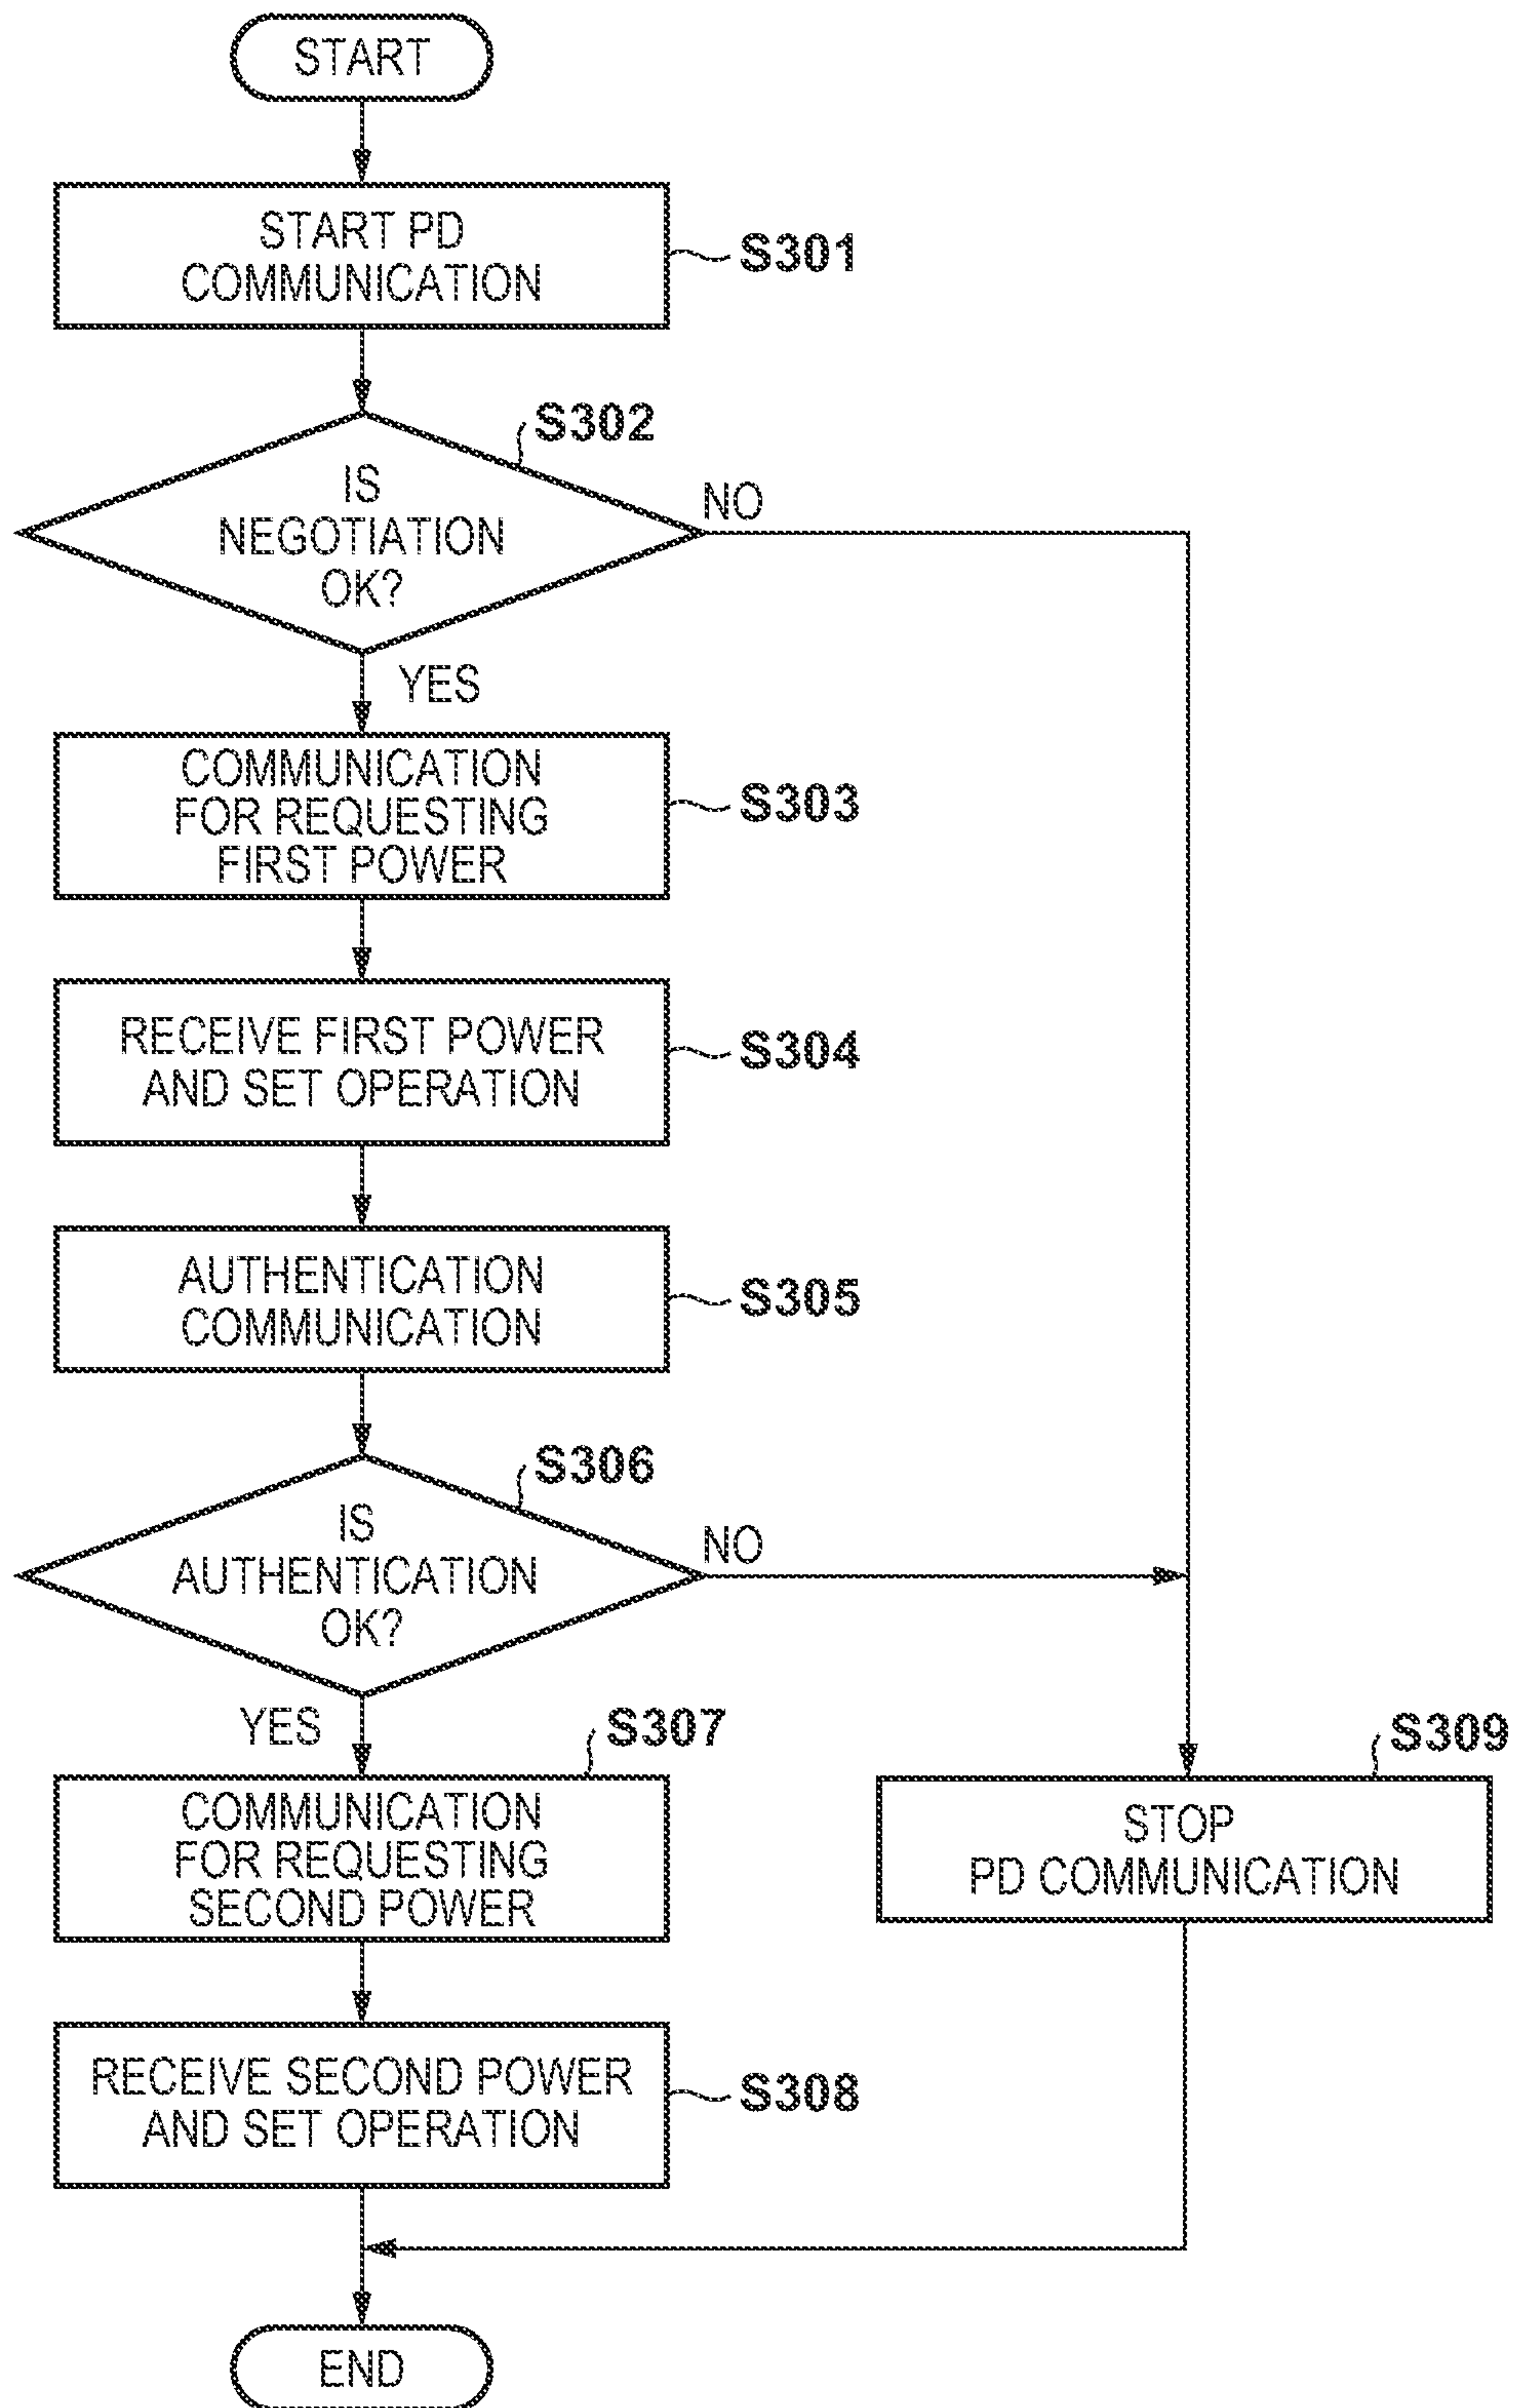 START
START PD
COMMUNICATION
S301
S302
IS
NEGOTIATION
OK?
NO
YES
COMMUNICATION
FOR REQUESTING
FIRST POWER
S303
RECEIVE FIRST POWER
AND SET OPERATION
S304
AUTHENTICATION
COMMUNICATION
S305
S306
IS
AUTHENTICATION
OK?
NO
YES
S307
COMMUNICATION
FOR REQUESTING
SECOND POWER
S309
STOP
PD COMMUNICATION
RECEIVE SECOND POWER
AND SET OPERATION
S308
END